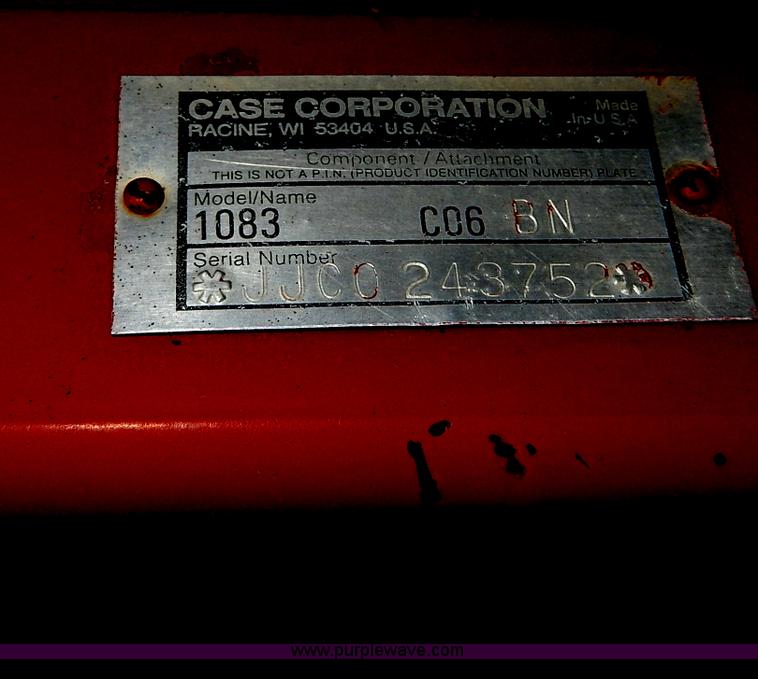 CASE CORPORATION
Made
In U.S.A
RACINE, WI 53404 U.S.A.
Component / Attachment
THIS IS NOT A P.I.N. (PRODUCT IDENTIFICATION NUMBER) PLATE
Model/Name
1083 C06 BN
Serial Number
*JJC0 243752*
www.purplewave.com